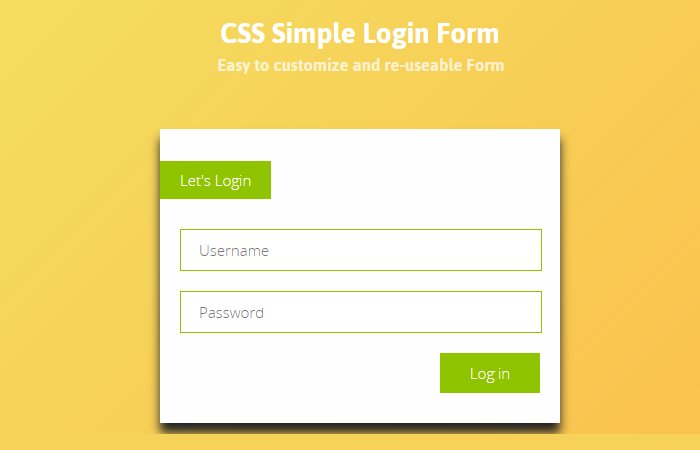 CSS Simple Login Form
Easy to customize and re-useable Form
Let's Login
Username
Password
Log in